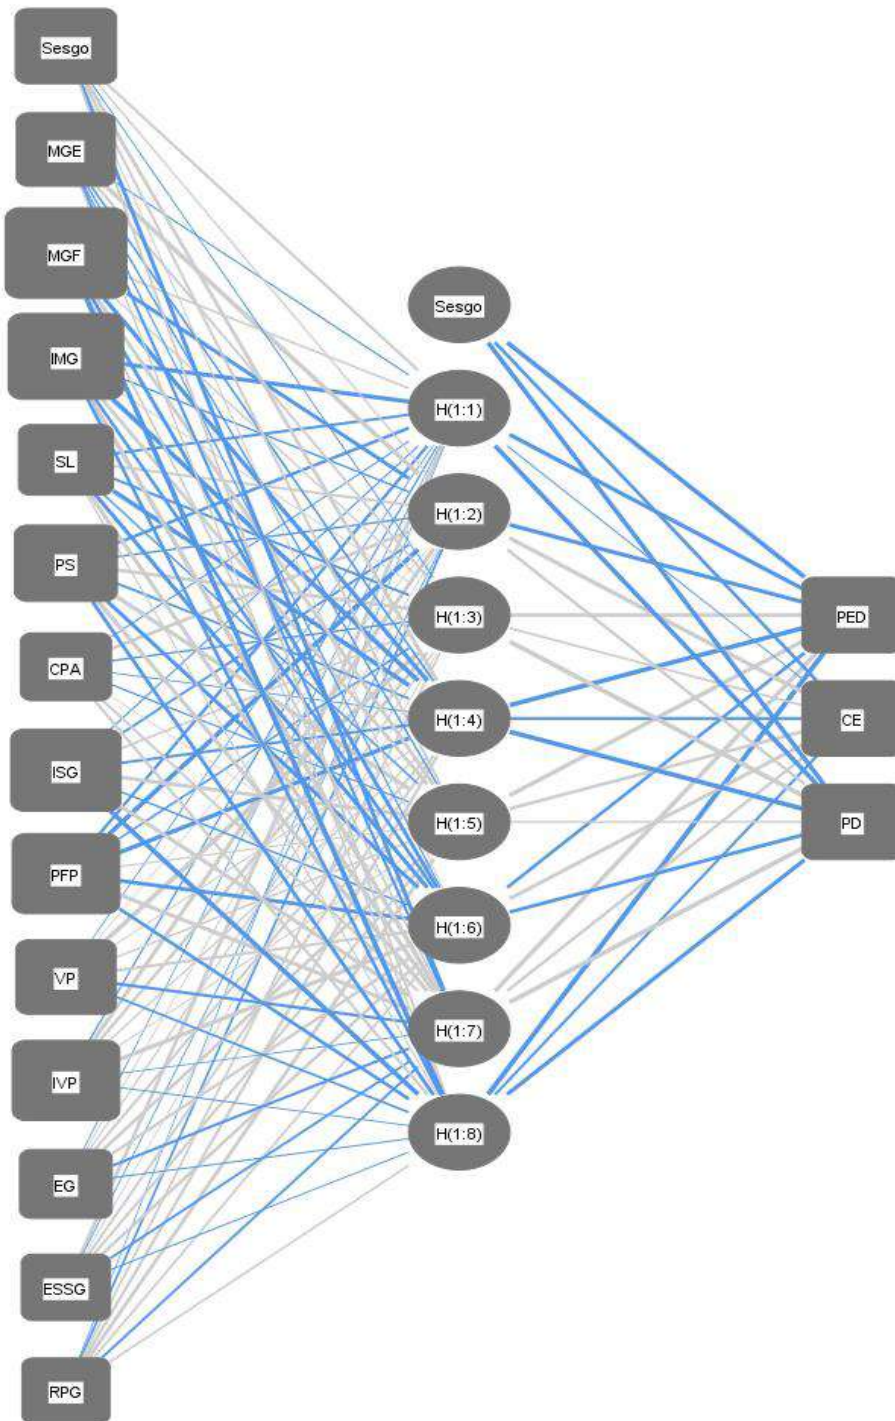 Sesgo
MGE
MGF
IMG
SL
PS
CPA
ISG
PFP
VP
IVP
EG
ESSG
RPG
Sesgo
H(1:1)
H(1:2)
H(1:3)
H(1:4)
H(1:5)
H(1:6)
H(1:7)
H(1:8)
PED
CE
PD